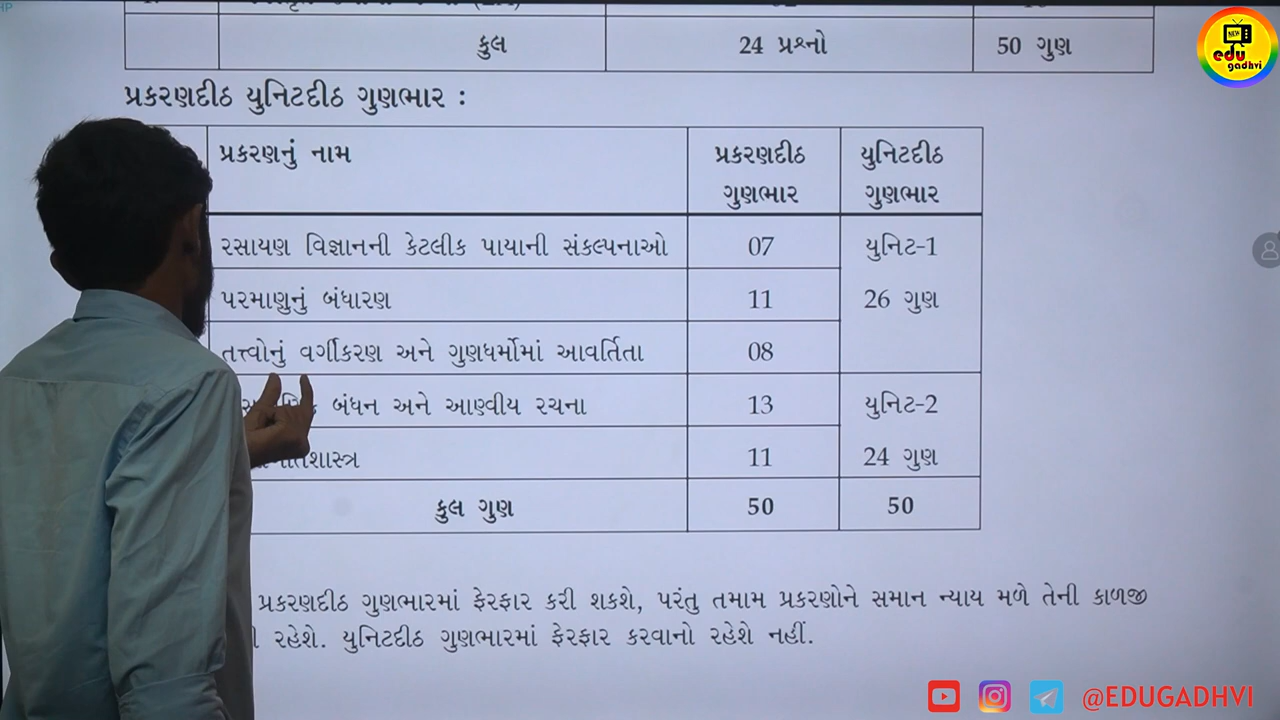 કુલ 24 પ્રશ્નો 50 ગુણ
NEW
edu
gadhvi
પ્રકરણદીઠ યુનિટદીઠ ગુણભાર :
પ્રકરણનું નામ પ્રકરણદીઠ ગુણભાર યુનિટદીઠ ગુણભાર
રસાયણ વિજ્ઞાનની કેટલીક પાયાની સંકલ્પનાઓ 07 યુનિટ-1
પરમાણુનું બંધારણ 11 26 ગુણ
તત્ત્વોનું વર્ગીકરણ અને ગુણધર્મોમાં આવર્તિતા 08
બંધન અને આણ્વીય રચના 13 યુનિટ-2
11 24 ગુણ
કુલ ગુણ 50 50
પ્રકરણદીઠ ગુણભારમાં ફેરફાર કરી શકશે, પરંતુ તમામ પ્રકરણોને સમાન ન્યાય મળે તેની કાળજી
રહેશે. યુનિટદીઠ ગુણભારમાં ફેરફાર કરવાનો રહેશે નહીં.
@EDUGADHVI